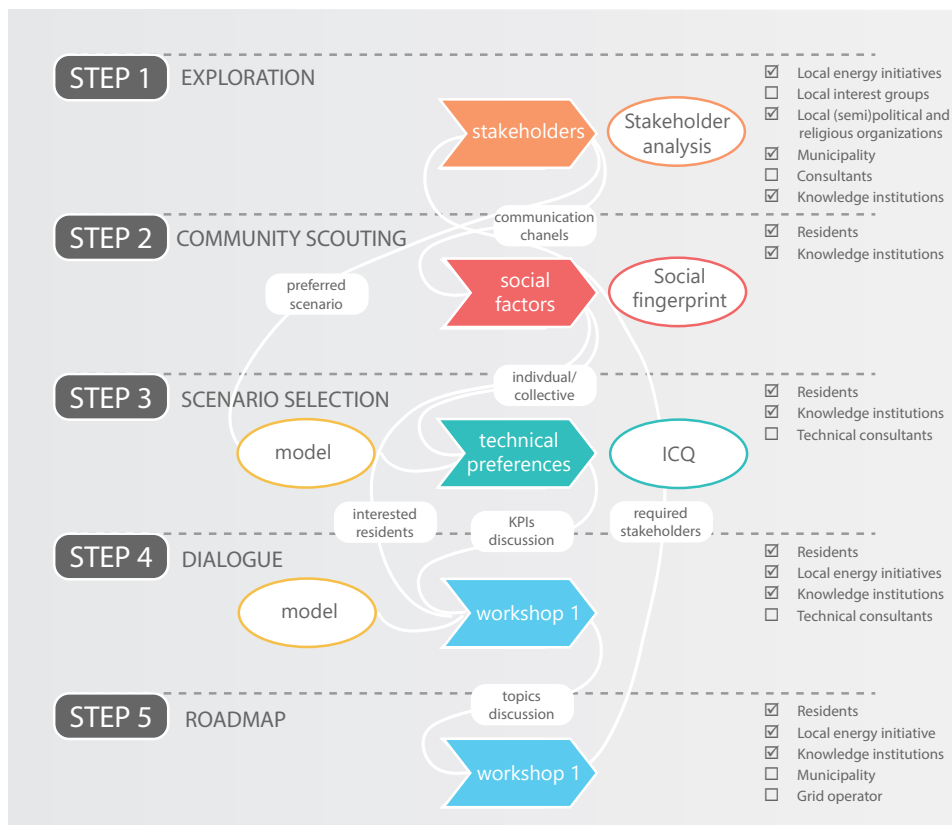 STEP 1 EXPLORATION
stakeholders
Stakeholder
analysis
☑ Local energy initiatives
☐ Local interest groups
☑ Local (semi)political and
religious organizations
☑ Municipality
☐ Consultants
☑ Knowledge institutions
communication
chanels
STEP 2 COMMUNITY SCOUTING
preferred
scenario
social
factors
Social
fingerprint
☑ Residents
☑ Knowledge institutions
indivdual/
collective
STEP 3 SCENARIO SELECTION
model
technical
preferences
ICQ
☑ Residents
☑ Knowledge institutions
☐ Technical consultants
interested
residents
KPIs
discussion
required
stakeholders
STEP 4 DIALOGUE
model
workshop 1
☑ Residents
☑ Local energy initiatives
☑ Knowledge institutions
☐ Technical consultants
topics
discussion
STEP 5 ROADMAP
workshop 1
☑ Residents
☑ Local energy initiative
☑ Knowledge institutions
☐ Municipality
☐ Grid operator